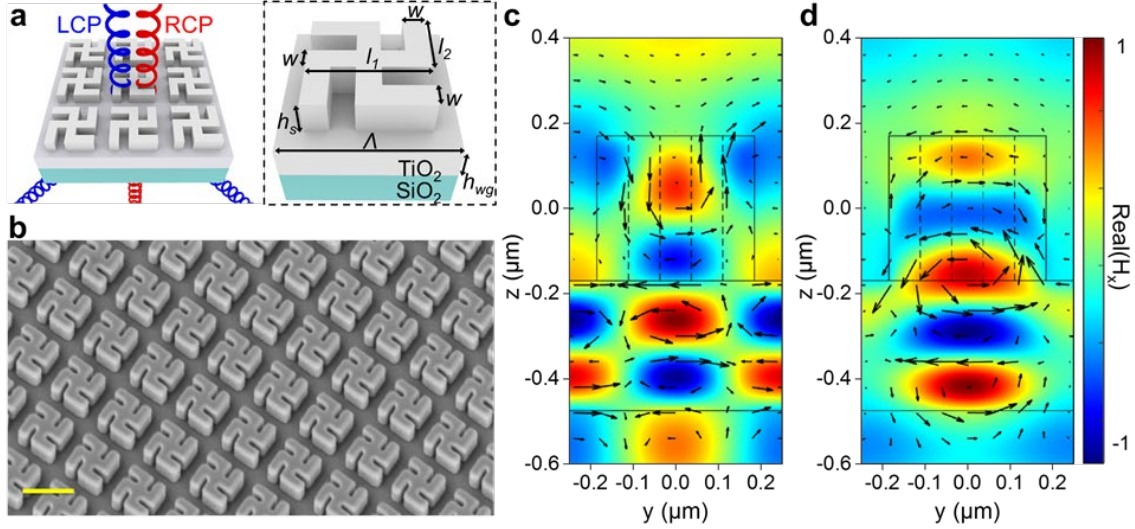 a
LCP
RCP
w
l1
l2
w
w
hs
Λ
TiO2
SiO2
hwg
b
c
0.4
0.2
0.0
-0.2
-0.4
-0.6
z (μm)
-0.2 -0.1 0.0 0.1 0.2
y (μm)
d
0.4
0.2
0.0
-0.2
-0.4
-0.6
z (μm)
-0.2 -0.1 0.0 0.1 0.2
y (μm)
1
Real(Hx)
-1